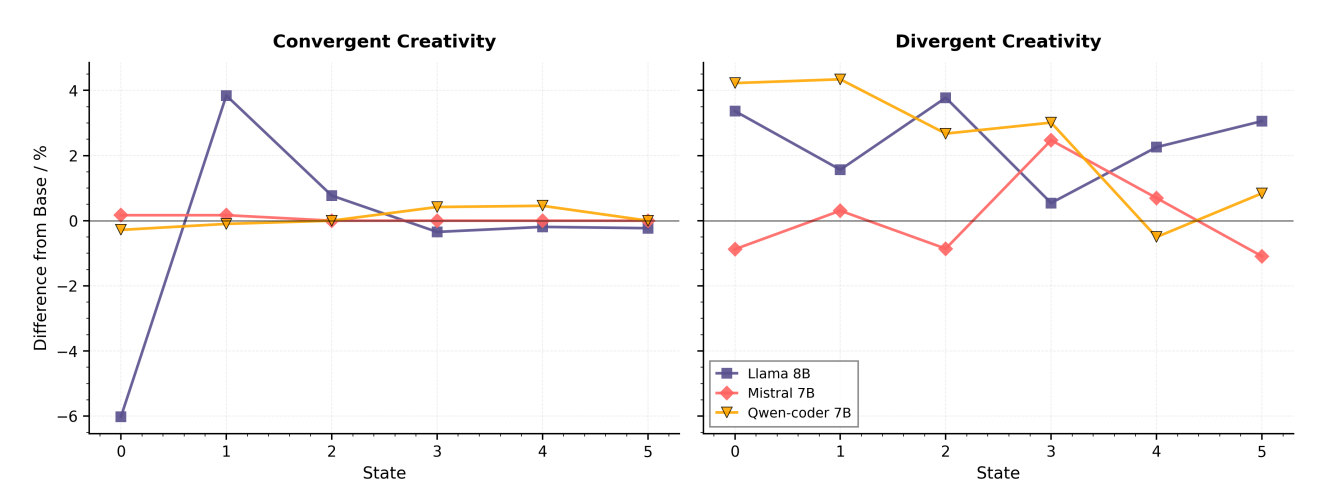 Convergent Creativity
Divergent Creativity
Difference from Base / %
4
2
0
−2
−4
−6
0 1 2 3 4 5
State
Llama 8B
Mistral 7B
Qwen-coder 7B
0 1 2 3 4 5
State